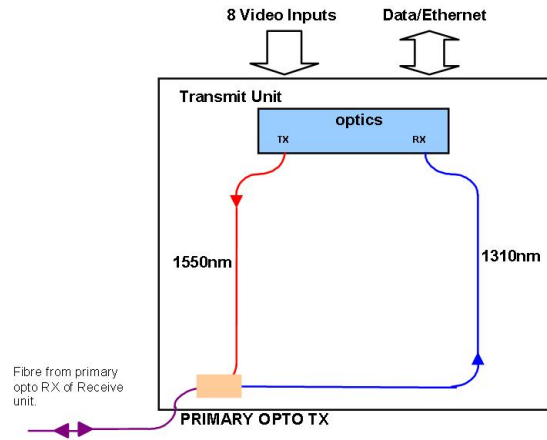 8 Video Inputs
Data/Ethernet
Transmit Unit
optics
TX
RX
1550nm
1310nm
Fibre from primary
opto RX of Receive
unit.
PRIMARY OPTO TX